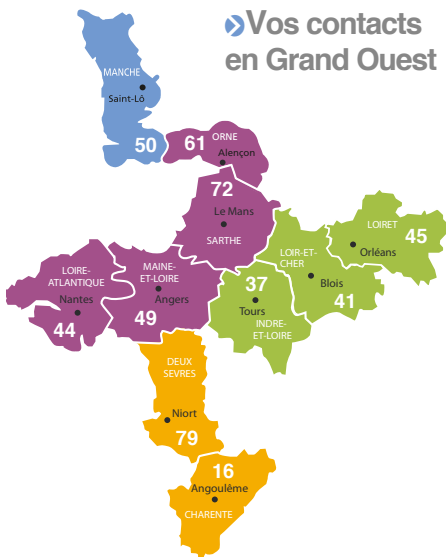 Vos contacts
en Grand Ouest
MANCHE
Saint-Lô
50
61
ORNE
Alençon
72
Le Mans
SARTHE
LOIRET
45
Orléans
LOIR-ET-
CHER
Blois
41
37
Tours
INDRE-
ET-LOIRE
MAINE-
ET-LOIRE
Angers
49
LOIRE-
ATLANTIQUE
Nantes
44
DEUX
SEVRES
Niort
79
16
Angoulême
CHARENTE